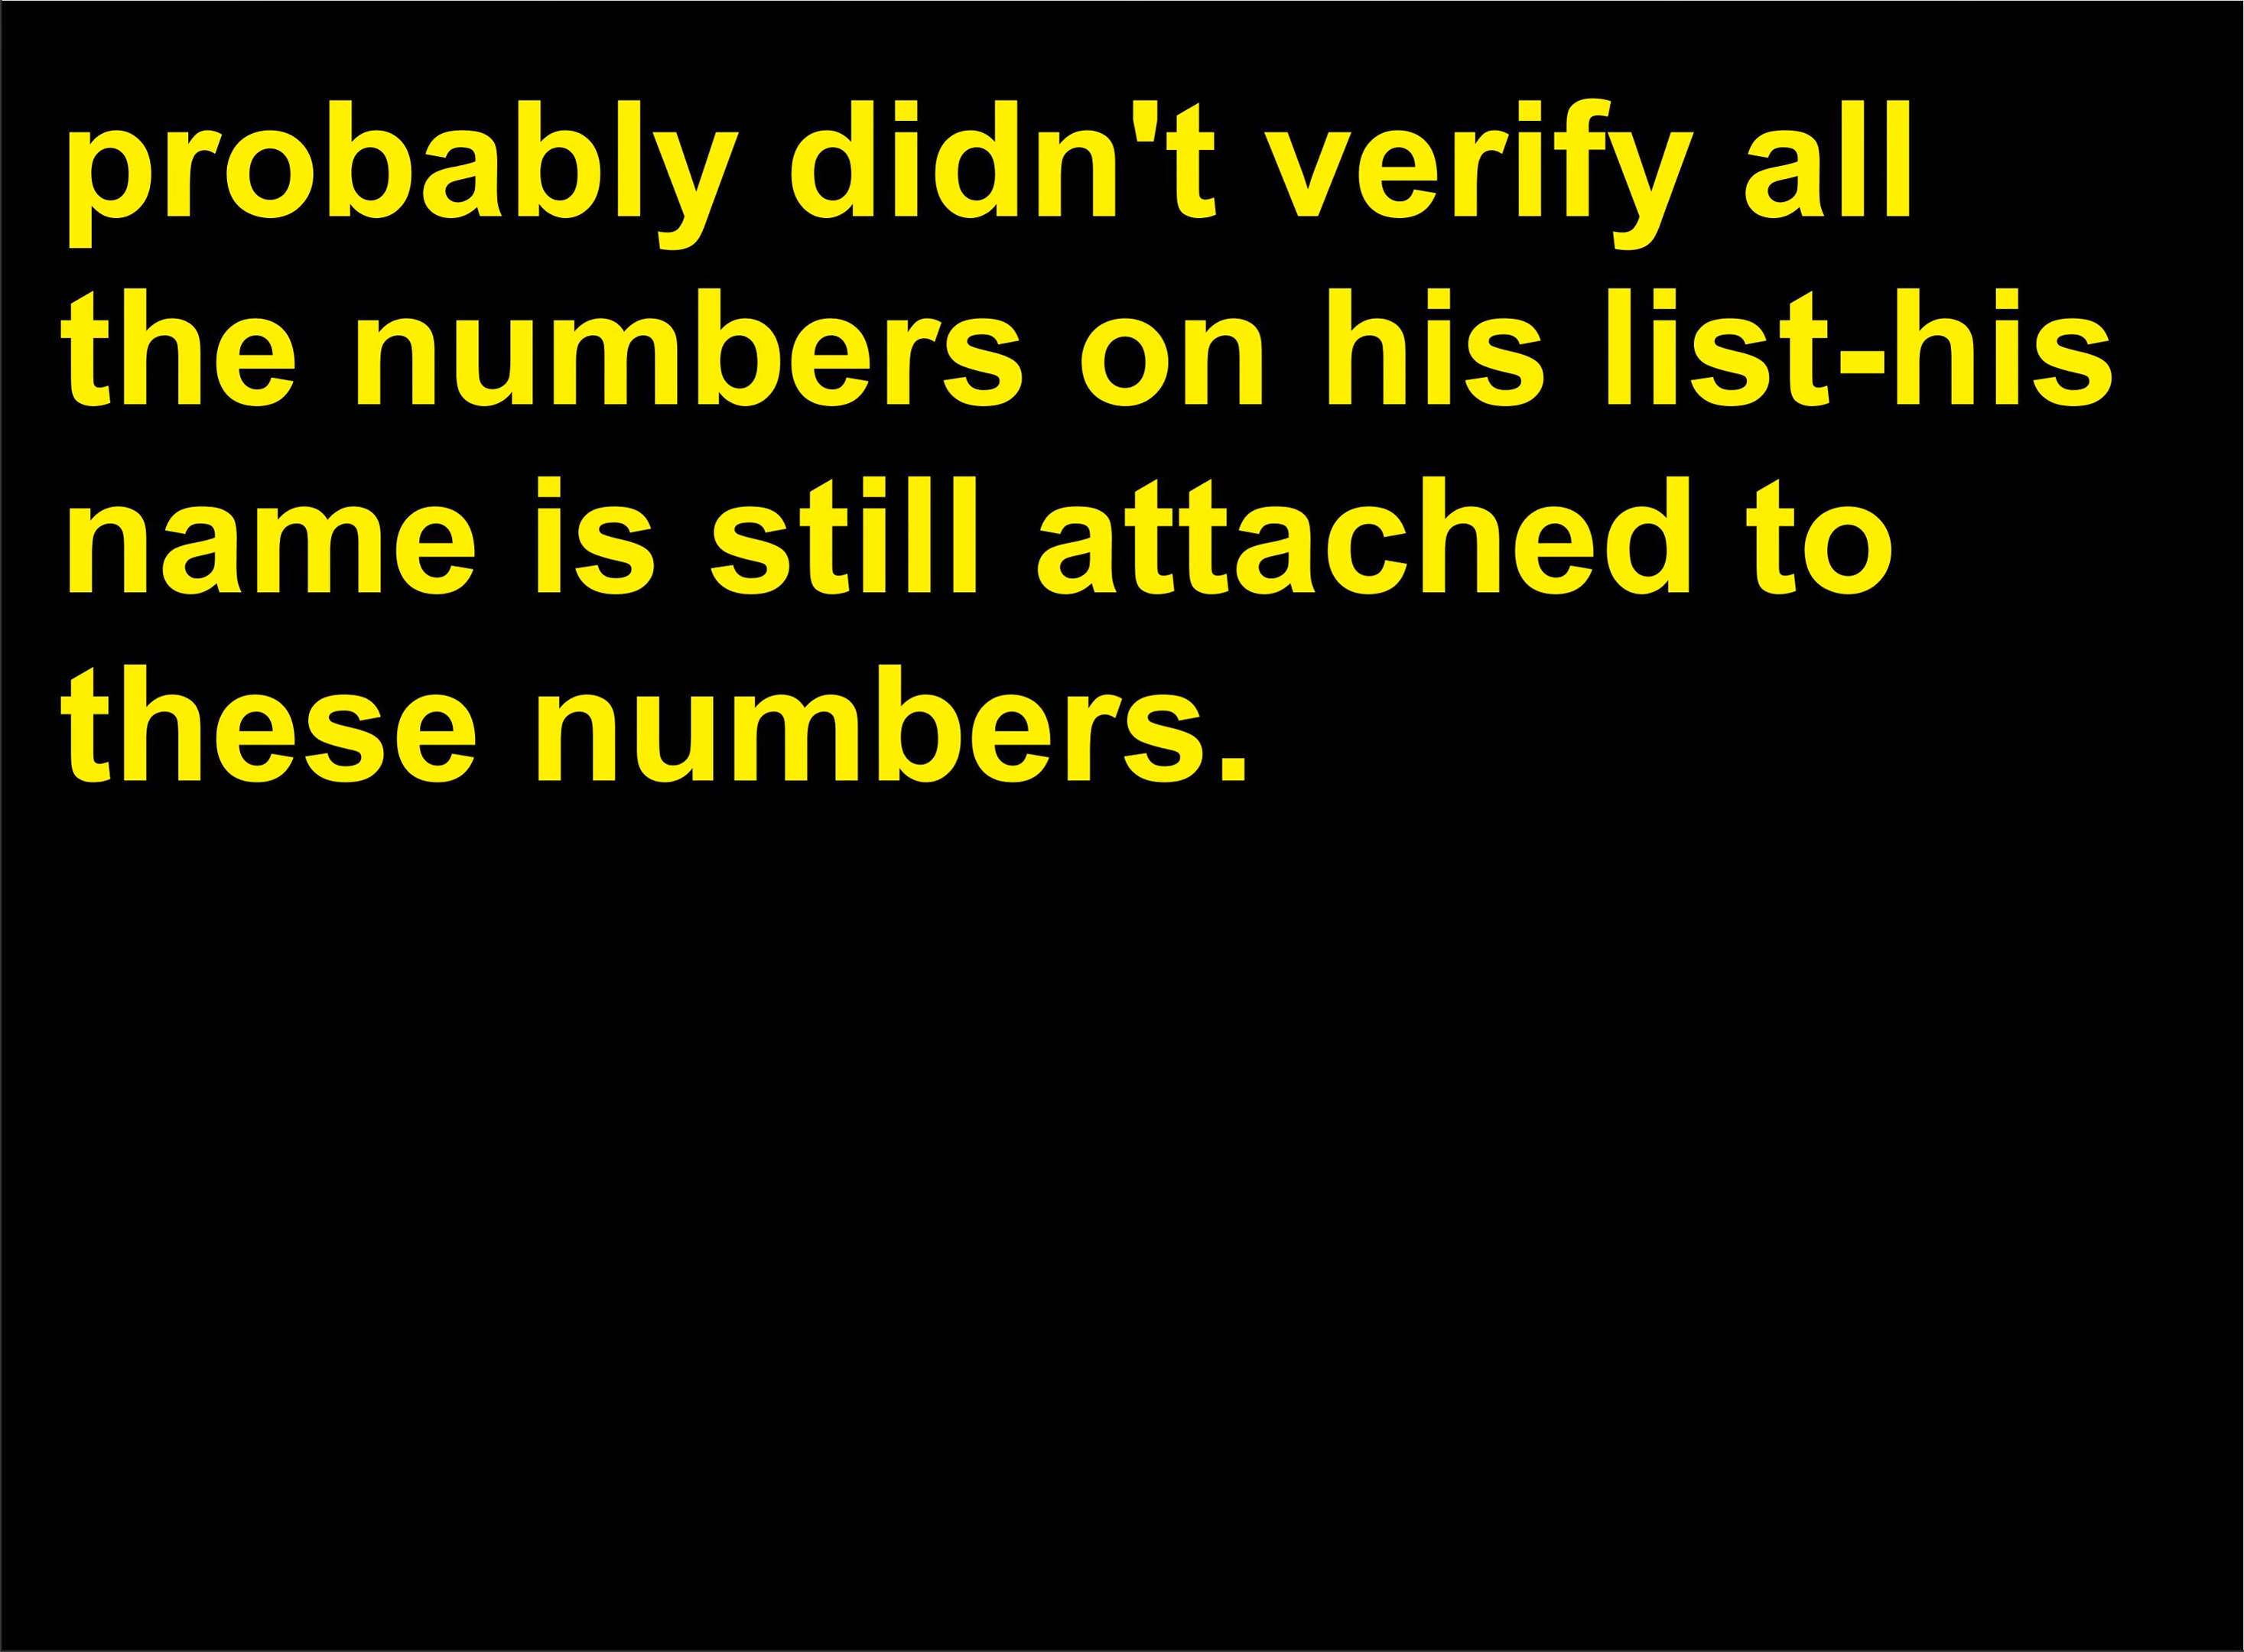 probably didn't verify all
the numbers on his list-his
name is still attached to
these numbers.